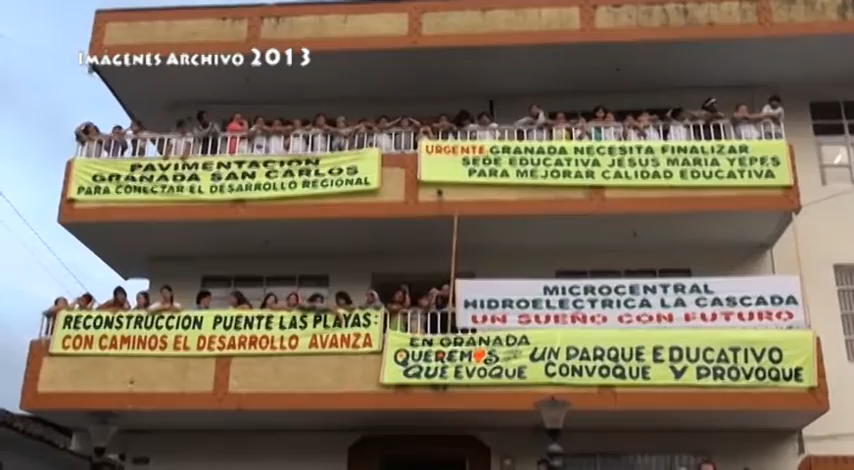 IMÁGENES ARCHIVO 2013
PAVIMENTACION
GRANADA SAN CARLOS
PARA CONECTAR EL DESARROLLO REGIONAL
URGENTE GRANADA NECESITA FINALIZAR
SEDE EDUCATIVA JESUS MARIA YEPES
PARA MEJORAR CALIDAD EDUCATIVA
RECONSTRUCCION PUENTE LAS PLAYAS:
CON CAMINOS EL DESARROLLO AVANZA
MICROCENTRAL
HIDROELECTRICA LA CASCADA
UN SUEÑO CON FUTURO
EN GRANADA
QUEREMOS UN PARQUE EDUCATIVO
QUE EVOQUE CONVOQUE Y PROVOQUE